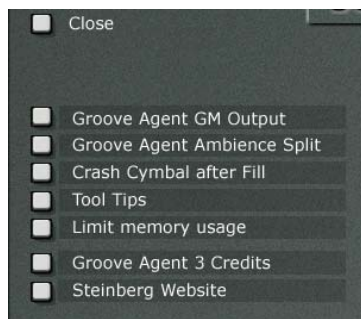 Close
Groove Agent GM Output
Groove Agent Ambience Split
Crash Cymbal after Fill
Tool Tips
Limit memory usage
Groove Agent 3 Credits
Steinberg Website